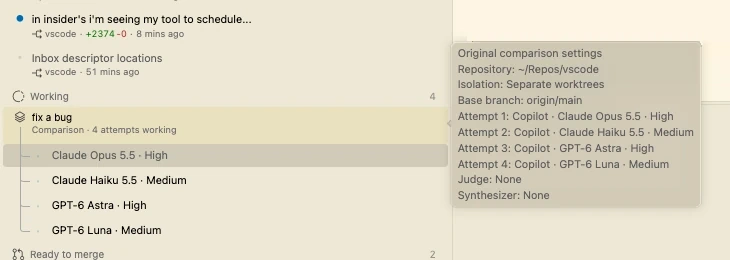 in insider's i'm seeing my tool to schedule...
vscode · +2374 -0 · 8 mins ago
Inbox descriptor locations
vscode · 51 mins ago
Working 4
fix a bug
Comparison · 4 attempts working
Claude Opus 5.5 · High
Claude Haiku 5.5 · Medium
GPT-6 Astra · High
GPT-6 Luna · Medium
Ready to merge 2
Original comparison settings
Repository: ~/Repos/vscode
Isolation: Separate worktrees
Base branch: origin/main
Attempt 1: Copilot · Claude Opus 5.5 · High
Attempt 2: Copilot · Claude Haiku 5.5 · Medium
Attempt 3: Copilot · GPT-6 Astra · High
Attempt 4: Copilot · GPT-6 Luna · Medium
Judge: None
Synthesizer: None